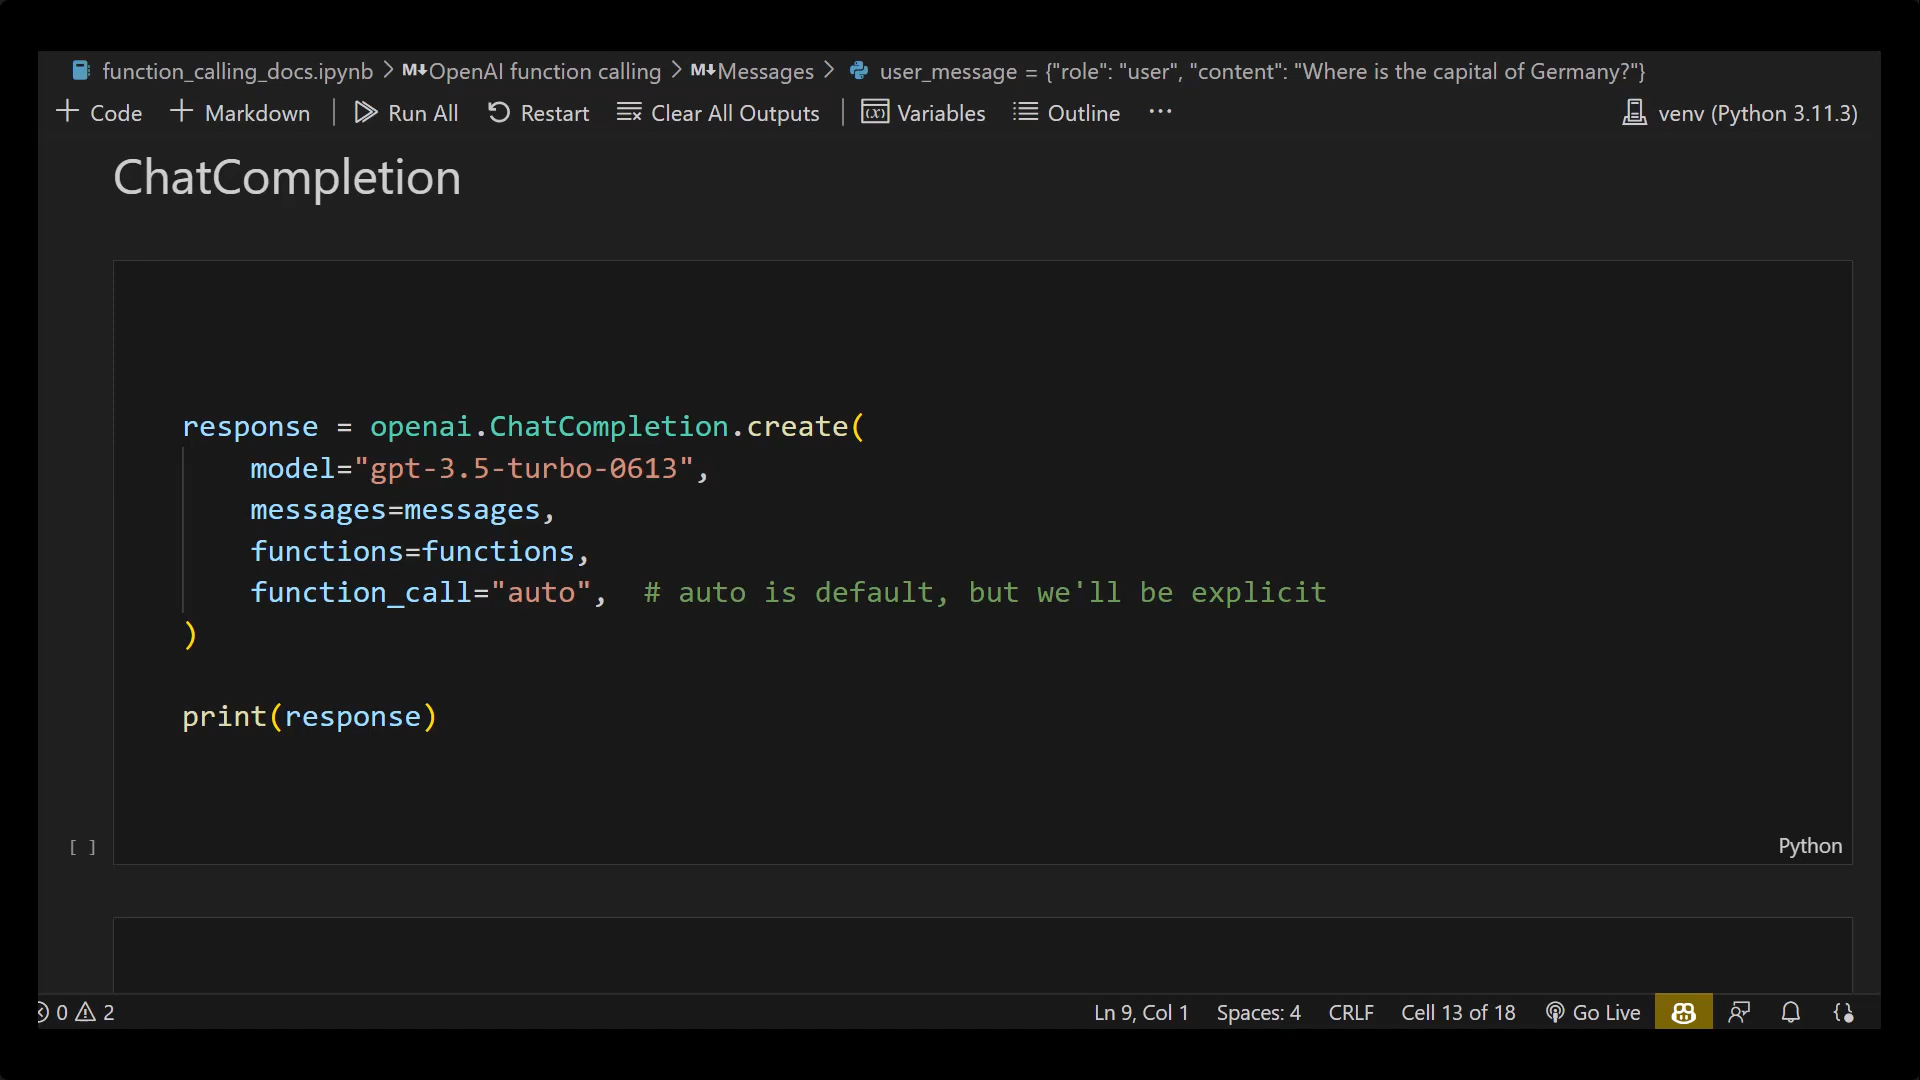 function_calling_docs.ipynb > M↓OpenAI function calling > M↓Messages > user_message = {"role": "user", "content": "Where is the capital of Germany?"}
+ Code + Markdown | Run All Restart Clear All Outputs | Variables Outline ··· venv (Python 3.11.3)
ChatCompletion
response = openai.ChatCompletion.create(
    model="gpt-3.5-turbo-0613",
    messages=messages,
    functions=functions,
    function_call="auto",  # auto is default, but we'll be explicit
)
print(response)
[ ] Python
0 2 Ln 9, Col 1 Spaces: 4 CRLF Cell 13 of 18 Go Live